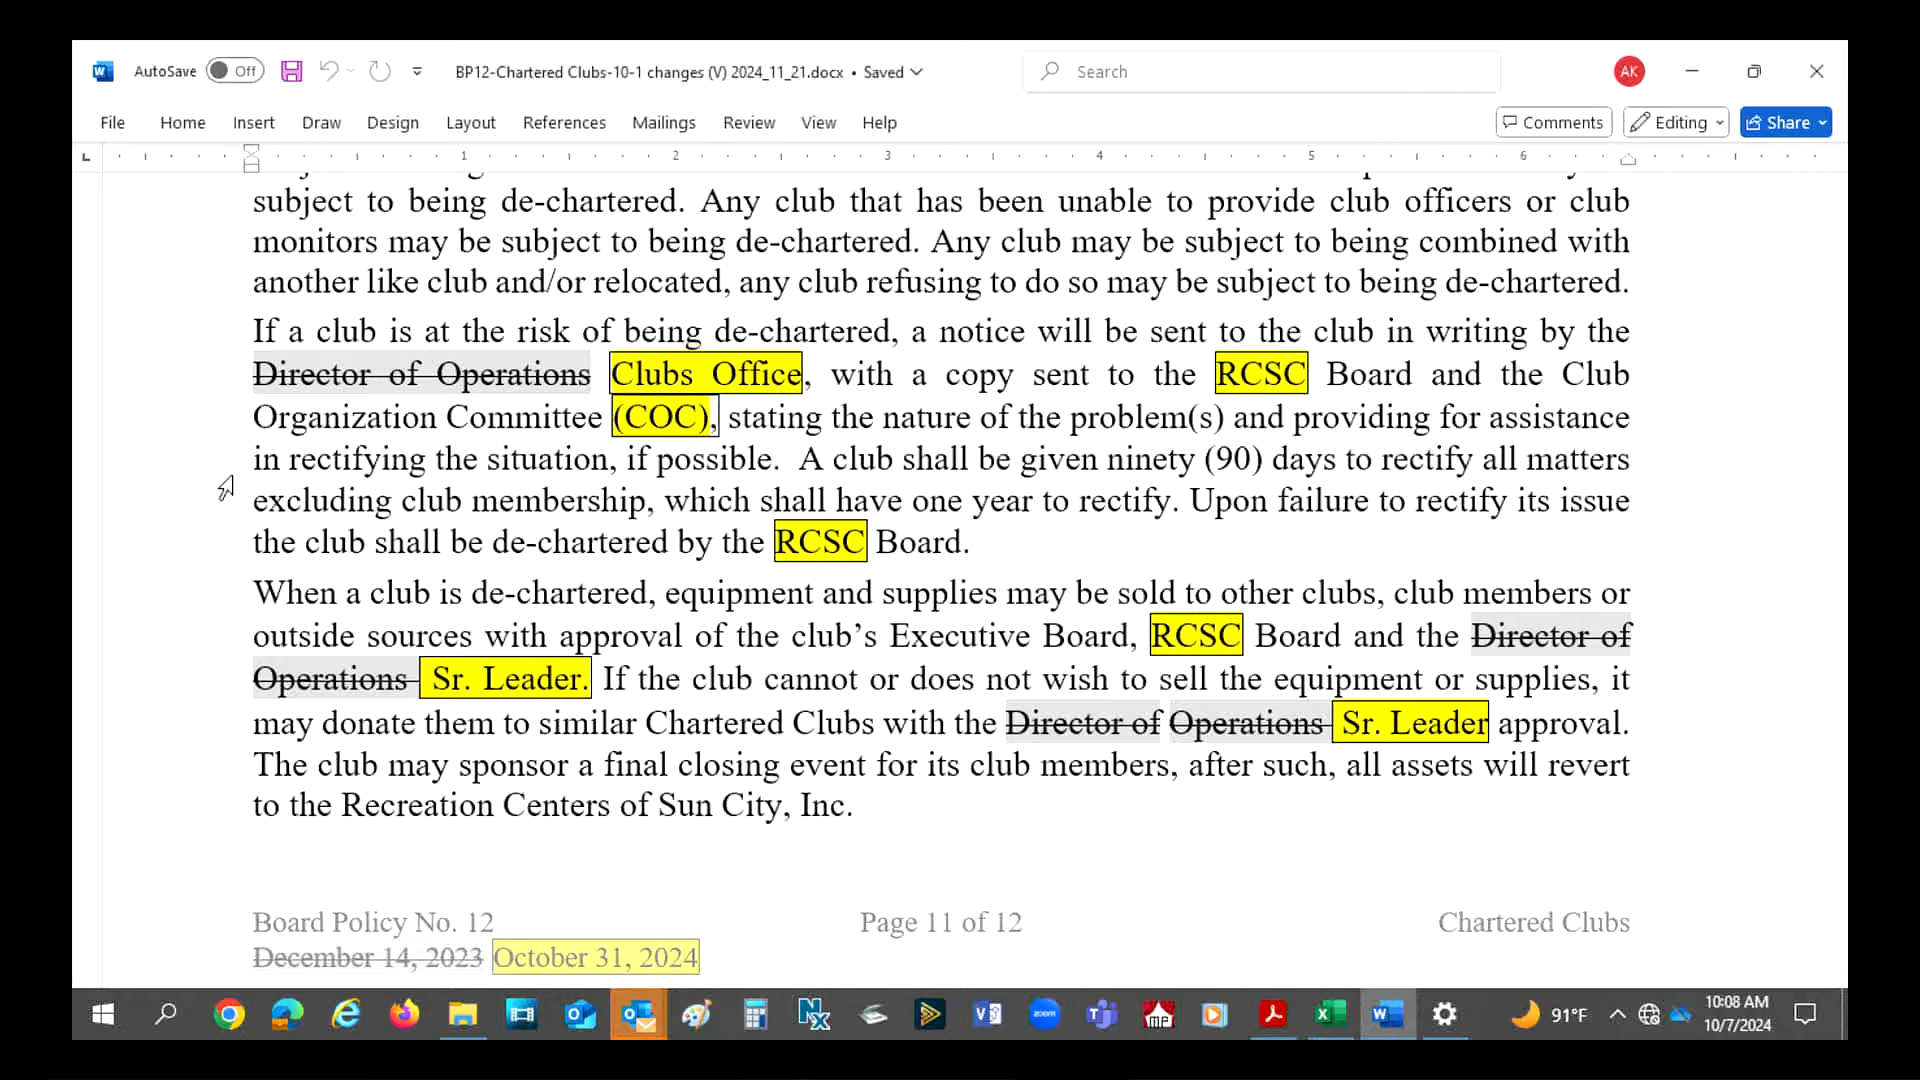 AutoSave Off BP12-Chartered Clubs-10-1 changes (V) 2024_11_21.docx • Saved Search AK
File Home Insert Draw Design Layout References Mailings Review View Help Comments Editing Share
1 2 3 4 5 6
subject to being de-chartered. Any club that has been unable to provide club officers or club
monitors may be subject to being de-chartered. Any club may be subject to being combined with
another like club and/or relocated, any club refusing to do so may be subject to being de-chartered.
If a club is at the risk of being de-chartered, a notice will be sent to the club in writing by the
Director of Operations Clubs Office, with a copy sent to the RCSC Board and the Club
Organization Committee (COC), stating the nature of the problem(s) and providing for assistance
in rectifying the situation, if possible. A club shall be given ninety (90) days to rectify all matters
excluding club membership, which shall have one year to rectify. Upon failure to rectify its issue
the club shall be de-chartered by the RCSC Board.
When a club is de-chartered, equipment and supplies may be sold to other clubs, club members or
outside sources with approval of the club’s Executive Board, RCSC Board and the Director of
Operations Sr. Leader. If the club cannot or does not wish to sell the equipment or supplies, it
may donate them to similar Chartered Clubs with the Director of Operations Sr. Leader approval.
The club may sponsor a final closing event for its club members, after such, all assets will revert
to the Recreation Centers of Sun City, Inc.
Board Policy No. 12 Page 11 of 12 Chartered Clubs
December 14, 2023 October 31, 2024
91°F 10:08 AM
10/7/2024